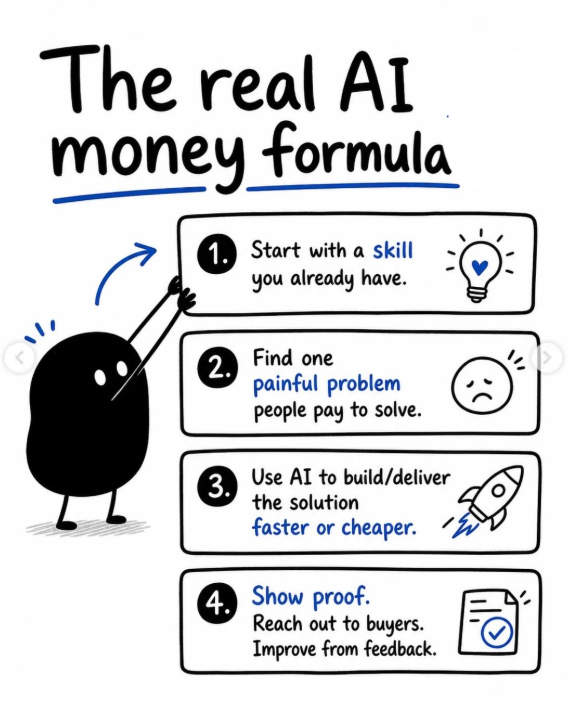 The real AI
money formula
1.
Start with a skill
you already have.
2.
Find one
painful problem
people pay to solve.
3.
Use AI to build/deliver
the solution
faster or cheaper.
4.
Show proof.
Reach out to buyers.
Improve from feedback.